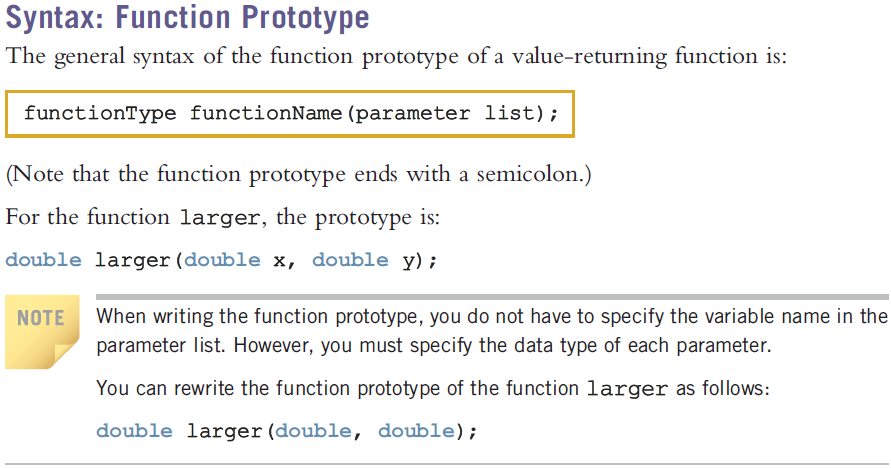 Syntax: Function Prototype
The general syntax of the function prototype of a value-returning function is:
functionType functionName(parameter list);
(Note that the function prototype ends with a semicolon.)
For the function larger, the prototype is:
double larger(double x, double y);
NOTE
When writing the function prototype, you do not have to specify the variable name in the
parameter list. However, you must specify the data type of each parameter.
You can rewrite the function prototype of the function larger as follows:
double larger(double, double);